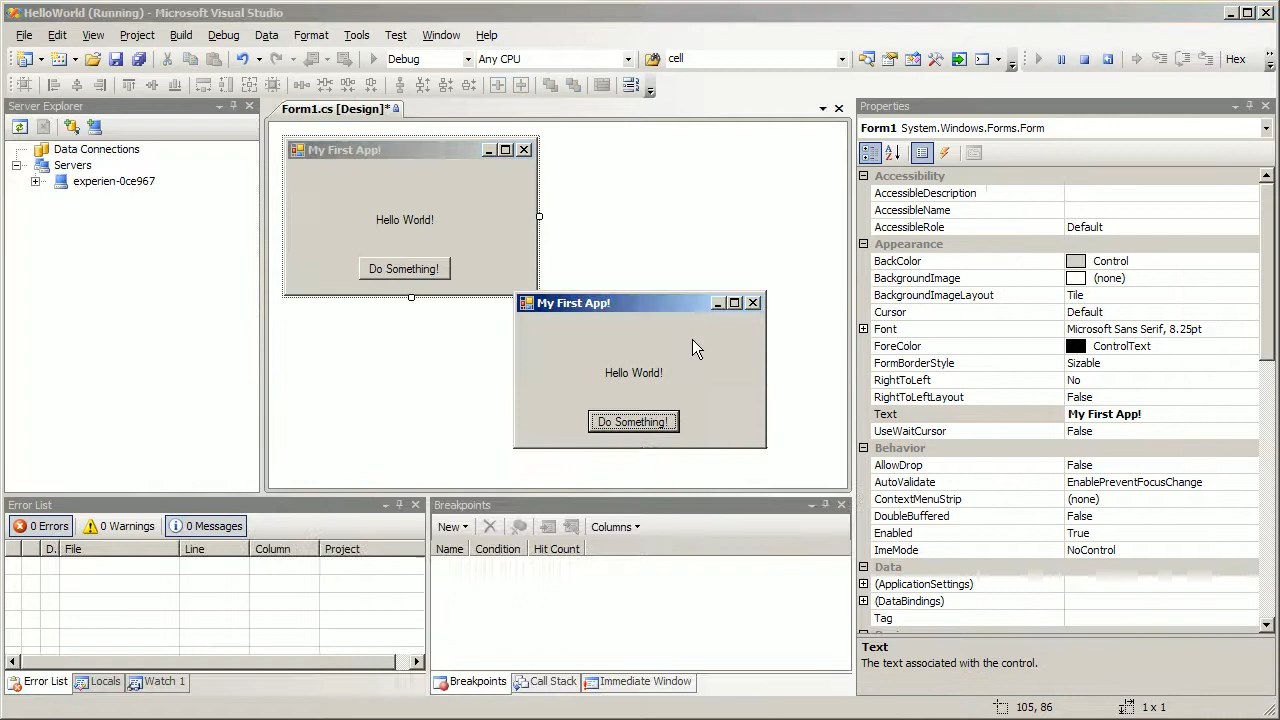 HelloWorld (Running) - Microsoft Visual Studio
File Edit View Project Build Debug Data Format Tools Test Window Help
Debug Any CPU cell Hex
Server Explorer
Data Connections
Servers
experien-0ce967
Form1.cs [Design]*
My First App!
Hello World!
Do Something!
My First App!
Hello World!
Do Something!
Properties
Form1 System.Windows.Forms.Form
Accessibility
AccessibleDescription
AccessibleName
AccessibleRole Default
Appearance
BackColor Control
BackgroundImage (none)
BackgroundImageLayout Tile
Cursor Default
Font Microsoft Sans Serif, 8.25pt
ForeColor ControlText
FormBorderStyle Sizable
RightToLeft No
RightToLeftLayout False
Text My First App!
UseWaitCursor False
Behavior
AllowDrop False
AutoValidate EnablePreventFocusChange
ContextMenuStrip (none)
DoubleBuffered False
Enabled True
ImeMode NoControl
Data
(ApplicationSettings)
(DataBindings)
Tag
Text
The text associated with the control.
Error List
0 Errors 0 Warnings 0 Messages
D. File Line Column Project
Error List Locals Watch 1
Breakpoints
New Columns
Name Condition Hit Count
Breakpoints Call Stack Immediate Window
105, 86 1 x 1